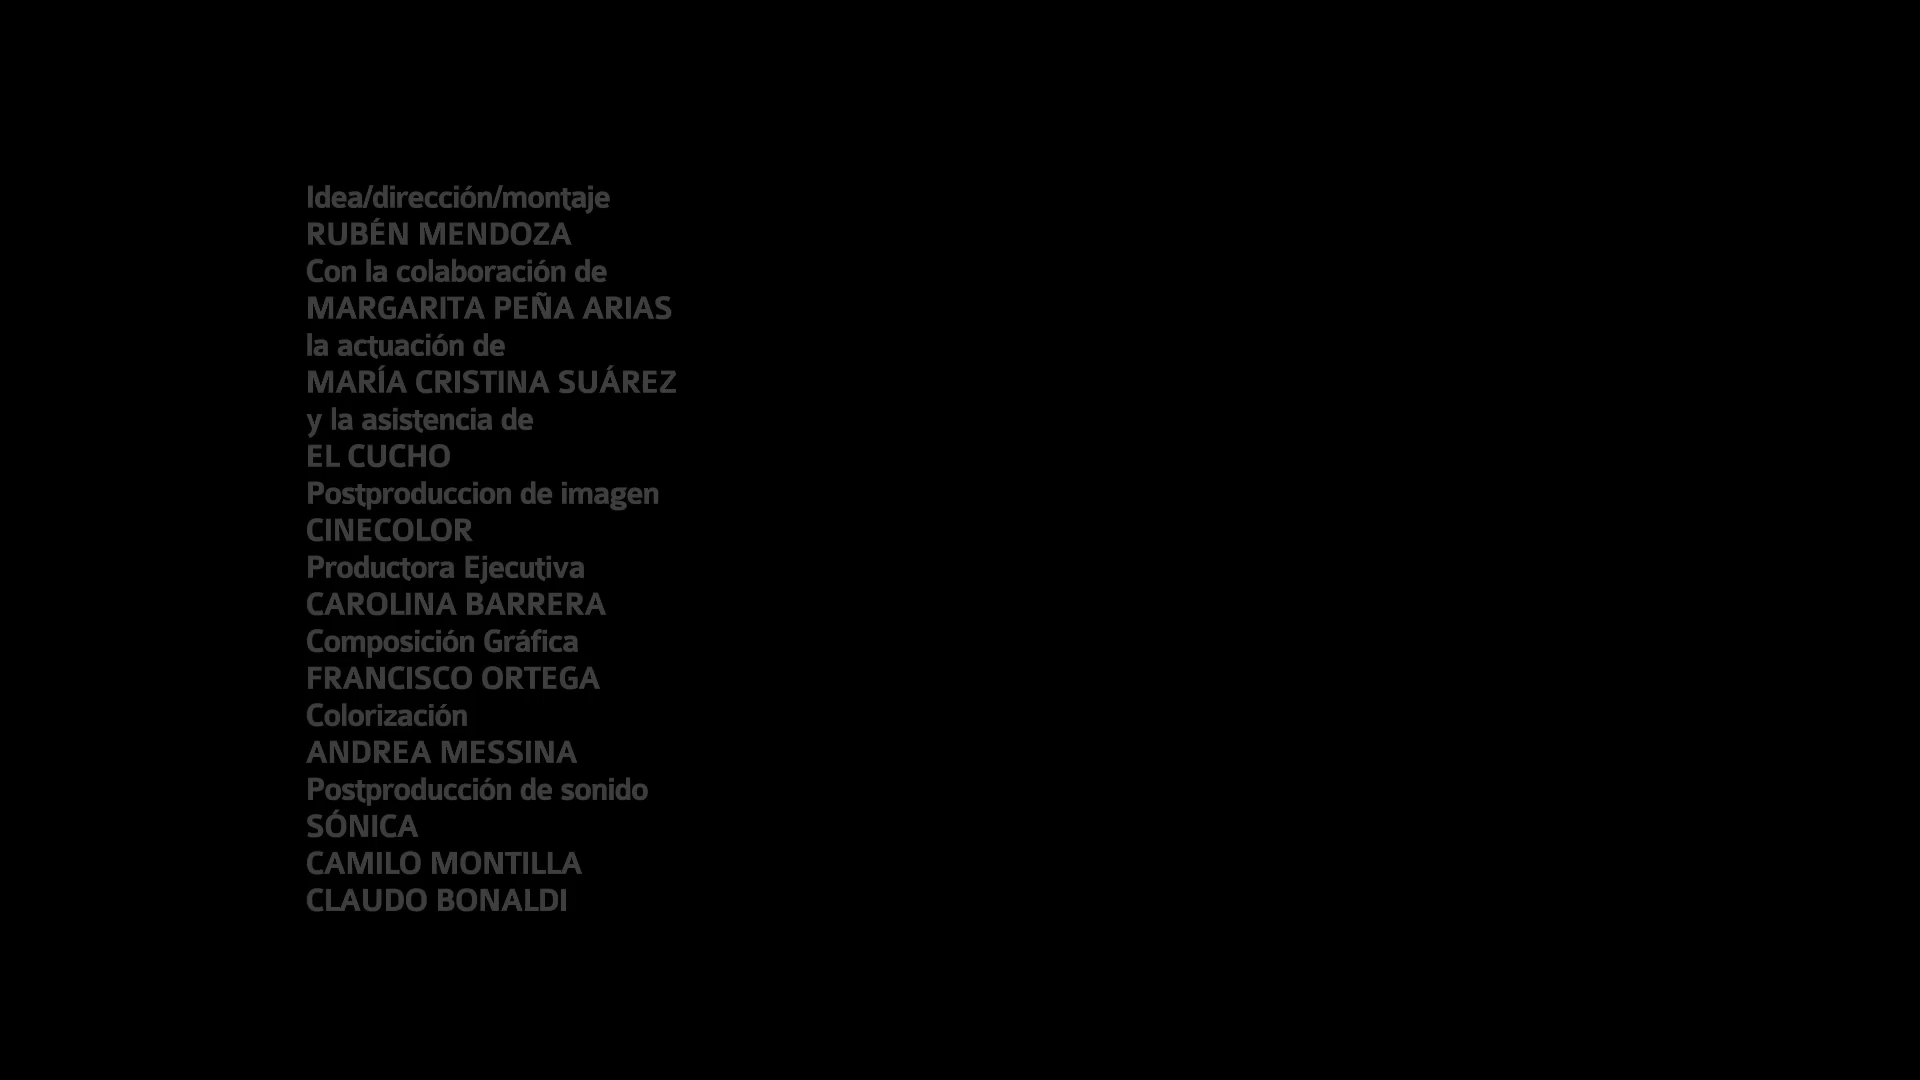 Idea/dirección/montaje
RUBÉN MENDOZA
Con la colaboración de
MARGARITA PEÑA ARIAS
la actuación de
MARÍA CRISTINA SUÁREZ
y la asistencia de
EL CUCHO
Postproduccion de imagen
CINECOLOR
Productora Ejecutiva
CAROLINA BARRERA
Composición Gráfica
FRANCISCO ORTEGA
Colorización
ANDREA MESSINA
Postproducción de sonido
SÓNICA
CAMILO MONTILLA
CLAUDO BONALDI